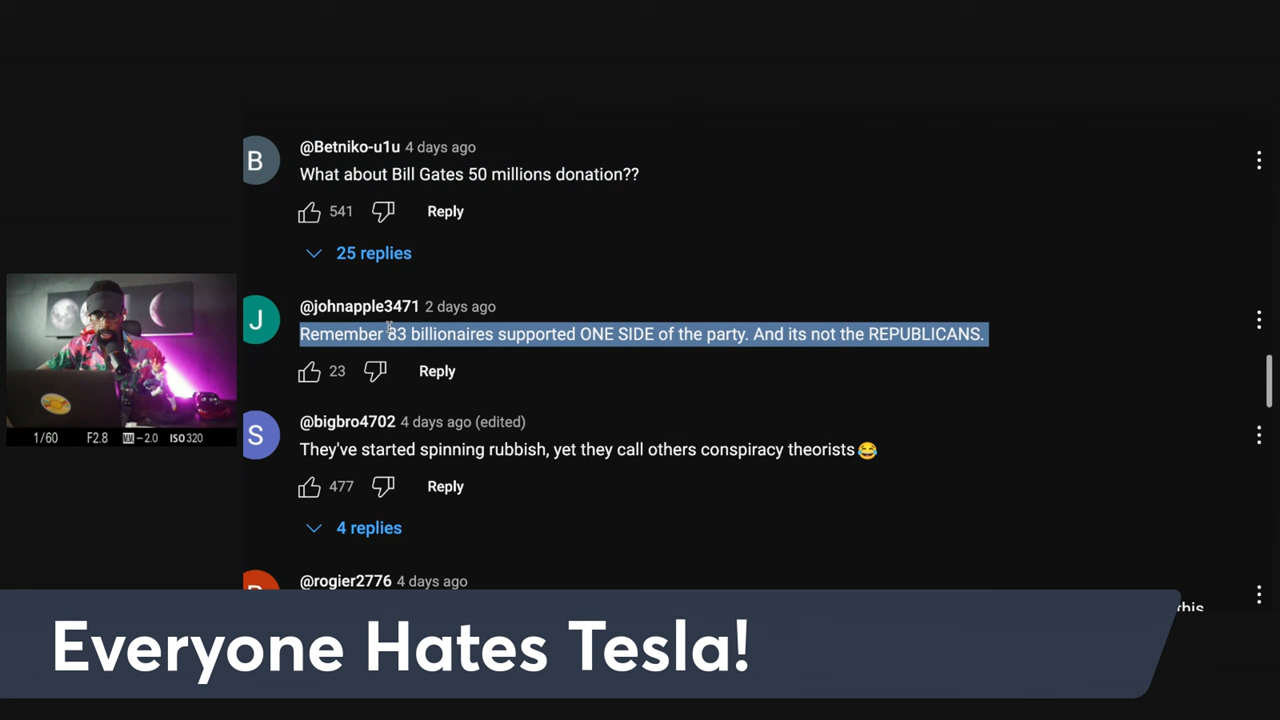 @Betniko-u1u 4 days ago
What about Bill Gates 50 millions donation??
541 Reply
25 replies
@johnapple3471 2 days ago
Remember 83 billionaires supported ONE SIDE of the party. And its not the REPUBLICANS.
23 Reply
@bigbro4702 4 days ago (edited)
They've started spinning rubbish, yet they call others conspiracy theorists😂
477 Reply
4 replies
@rogier2776 4 days ago
this
B
J
S
1/60 F2.8 -2.0 ISO 320
Everyone Hates Tesla!